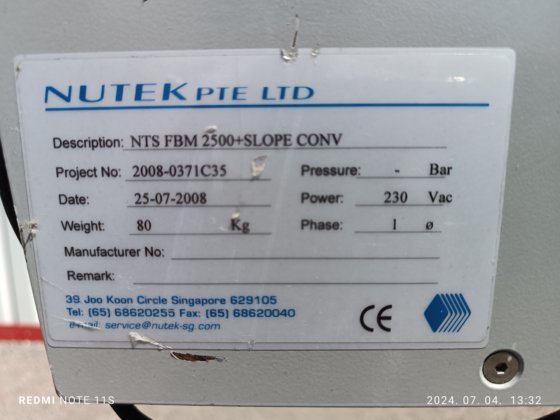 NUTEK PTE LTD
Description: NTS FBM 2500+SLOPE CONV
Project No: 2008-0371C35 Pressure: - Bar
Date: 25-07-2008 Power: 230 Vac
Weight: 80 Kg Phase: 1 ø
Manufacturer No:
Remark:
39 Joo Koon Circle Singapore 629105
Tel: (65) 68620255 Fax: (65) 68620040
e-mail: service@nutek-sg.com
CE
REDMI NOTE 11S 2024. 07. 04. 13:32